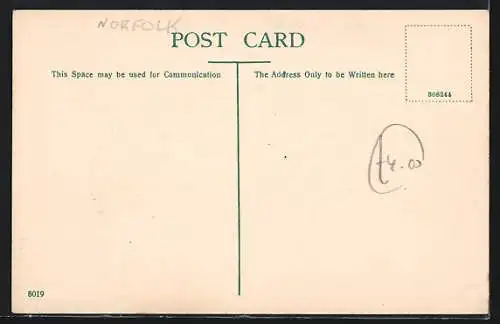 NORFOLK
POST CARD
This Space may be used for Communication
The Address Only to be Written here
308244
4.00
8019